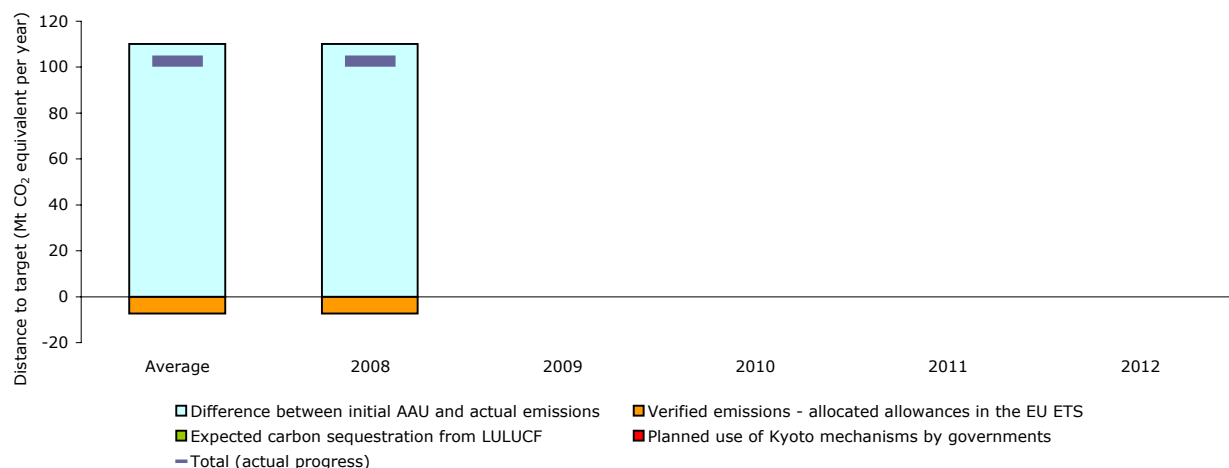 Distance to target (Mt CO₂ equivalent per year)
120
100
80
60
40
20
0
-20
Average 2008 2009 2010 2011 2012
Difference between initial AAU and actual emissions Verified emissions - allocated allowances in the EU ETS
Expected carbon sequestration from LULUCF Planned use of Kyoto mechanisms by governments
Total (actual progress)